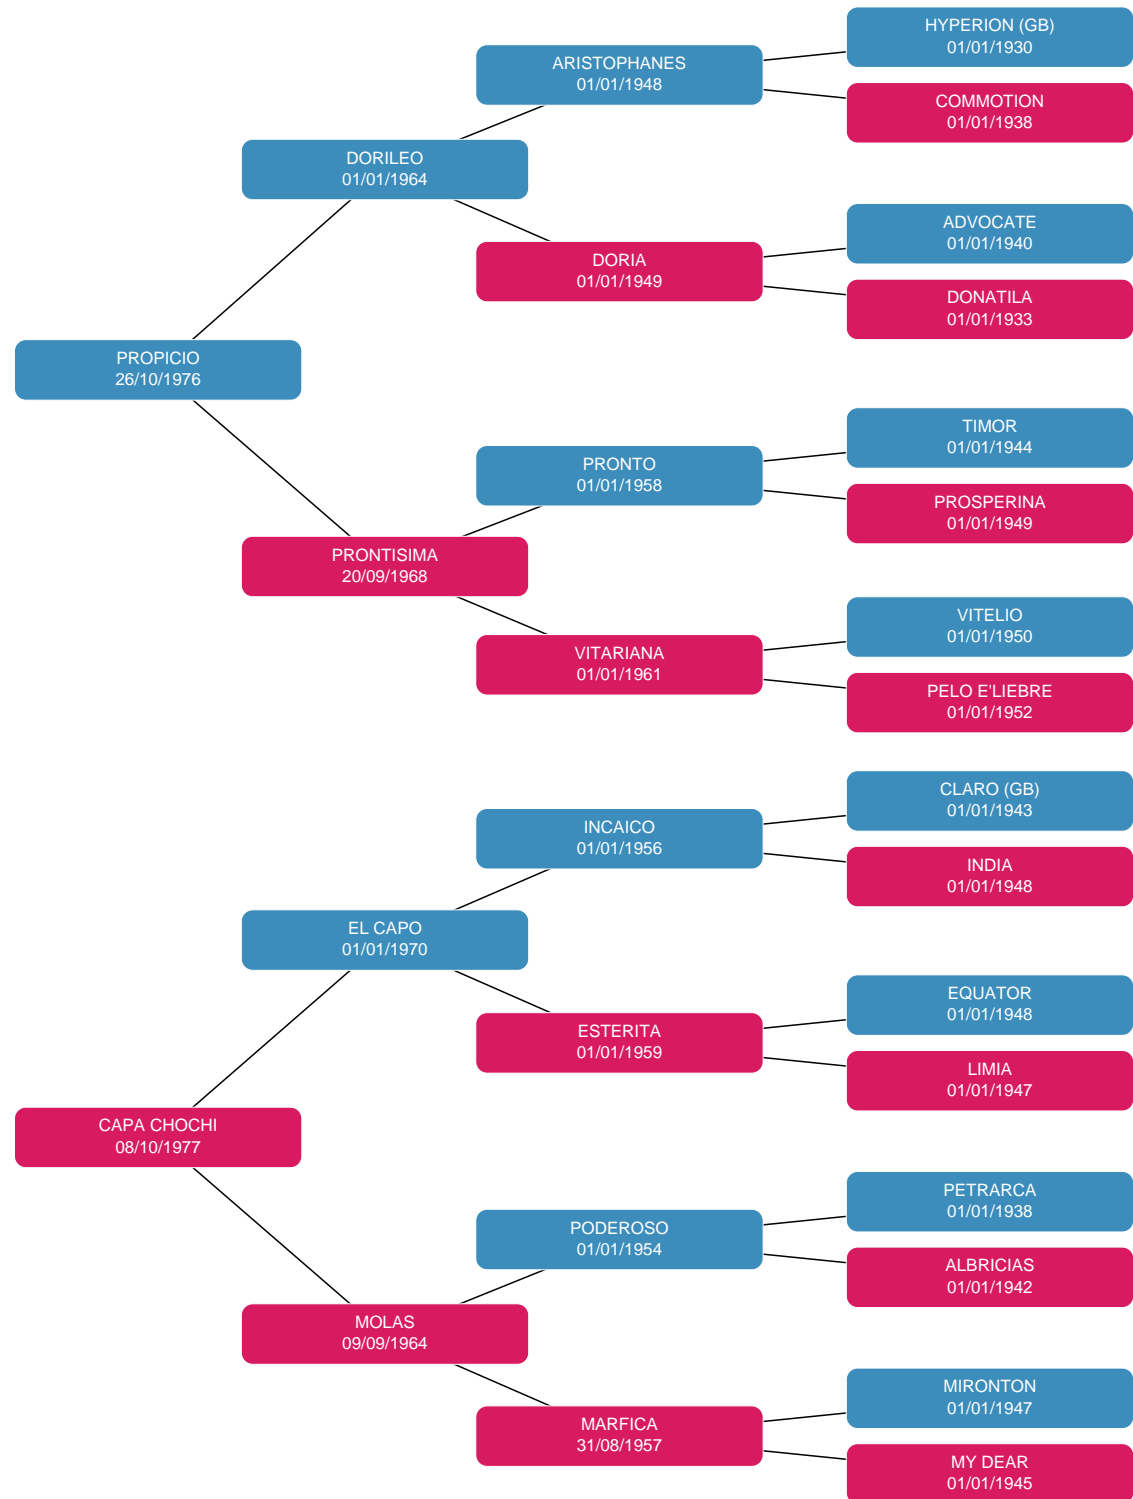 HYPERION (GB)
01/01/1930
ARISTOPHANES
01/01/1948
COMMOTION
01/01/1938
DORILEO
01/01/1964
ADVOCATE
01/01/1940
DORIA
01/01/1949
DONATILA
01/01/1933
PROPICIO
26/10/1976
TIMOR
01/01/1944
PRONTO
01/01/1958
PROSPERINA
01/01/1949
PRONTISIMA
20/09/1968
VITELIO
01/01/1950
VITARIANA
01/01/1961
PELO E'LIEBRE
01/01/1952
CLARO (GB)
01/01/1943
INCAICO
01/01/1956
INDIA
01/01/1948
EL CAPO
01/01/1970
EQUATOR
01/01/1948
ESTERITA
01/01/1959
LIMIA
01/01/1947
CAPA CHOCHI
08/10/1977
PETRARCA
01/01/1938
PODEROSO
01/01/1954
ALBRICIAS
01/01/1942
MOLAS
09/09/1964
MIRONTON
01/01/1947
MARFICA
31/08/1957
MY DEAR
01/01/1945